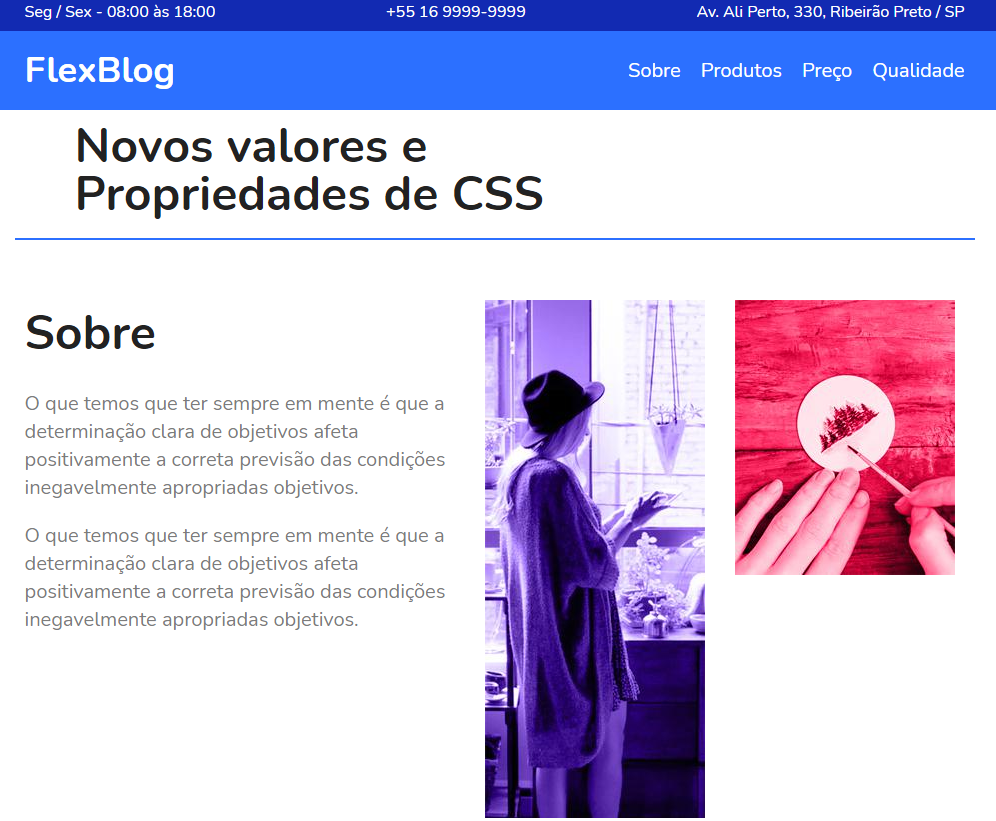 Seg / Sex - 08:00 às 18:00
+55 16 9999-9999
Av. Ali Perto, 330, Ribeirão Preto / SP
FlexBlog
Sobre
Produtos
Preço
Qualidade
Novos valores e
Propriedades de CSS
Sobre
O que temos que ter sempre em mente é que a
determinação clara de objetivos afeta
positivamente a correta previsão das condições
inegavelmente apropriadas objetivos.
O que temos que ter sempre em mente é que a
determinação clara de objetivos afeta
positivamente a correta previsão das condições
inegavelmente apropriadas objetivos.